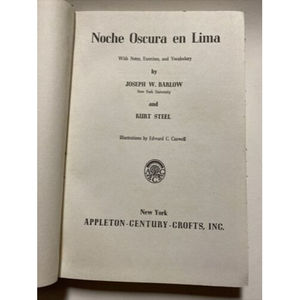 Noche Oscura en Lima
With Notes, Exercises, and Vocabulary
by
JOSEPH W. BARLOW
New York University
and
KURT STEEL
Illustrations by Edward C. Caswell
New York
APPLETON-CENTURY-CROFTS, INC.